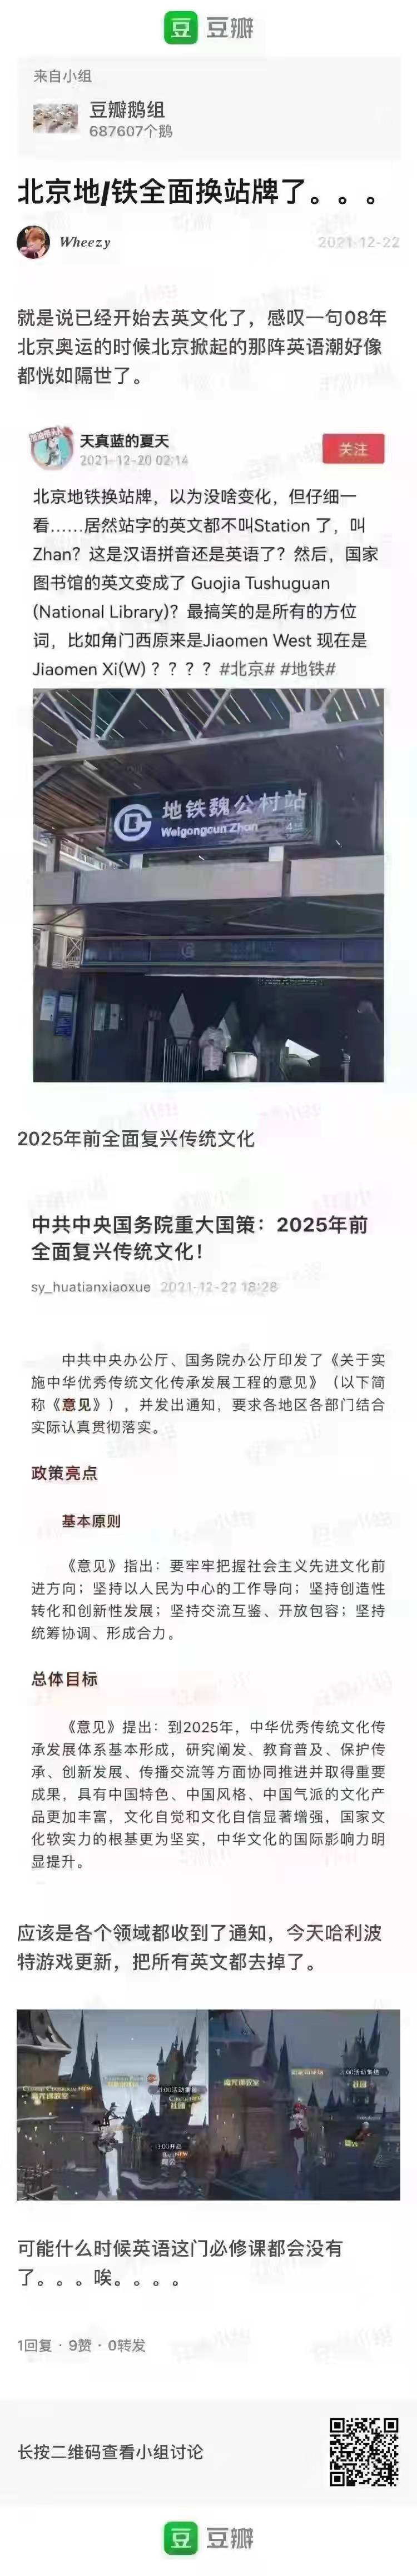 豆 豆瓣
来自小组
豆瓣鹅组
687607个鹅
北京地/铁全面换站牌了。。。
Wheezy
2021-12-22
就是说已经开始去英文化了，感叹一句08年
北京奥运的时候北京掀起的那阵英语潮好像
都恍如隔世了。
天真蓝的夏天
2021-12-20 02:14
关注
北京地铁换站牌，以为没啥变化，但仔细一
看……居然站字的英文都不叫Station 了，叫
Zhan？这是汉语拼音还是英语了？然后，国家
图书馆的英文变成了 Guojia Tushuguan
(National Library)？最搞笑的是所有的方位
词，比如角门西原来是Jiaomen West 现在是
Jiaomen Xi(W)？？？？#北京# #地铁#
地铁魏公村站
Weigongcun Zhan
2025年前全面复兴传统文化
中共中央国务院重大国策：2025年前
全面复兴传统文化！
sy_huatianxiaoxue 2021-12-22 18:28
中共中央办公厅、国务院办公厅印发了《关于实
施中华优秀传统文化传承发展工程的意见》（以下简
称《意见》），并发出通知，要求各地区各部门结合
实际认真贯彻落实。
政策亮点
基本原则
《意见》指出：要牢牢把握社会主义先进文化前
进方向；坚持以人民为中心的工作导向；坚持创造性
转化和创新性发展；坚持交流互鉴、开放包容；坚持
统筹协调、形成合力。
总体目标
《意见》提出：到2025年，中华优秀传统文化传
承发展体系基本形成，研究阐发、教育普及、保护传
承、创新发展、传播交流等方面协同推进并取得重要
成果，具有中国特色、中国风格、中国气派的文化产
品更加丰富，文化自觉和文化自信显著增强，国家文
化软实力的根基更为坚实，中华文化的国际影响力明
显提升。
应该是各个领域都收到了通知，今天哈利波
特游戏更新，把所有英文都去掉了。
魔咒课教室
社团
魔咒课教室
社团
可能什么时候英语这门必修课都会没有
了。。。唉。。。。
1回复 · 9赞 · 0转发
长按二维码查看小组讨论
豆 豆瓣